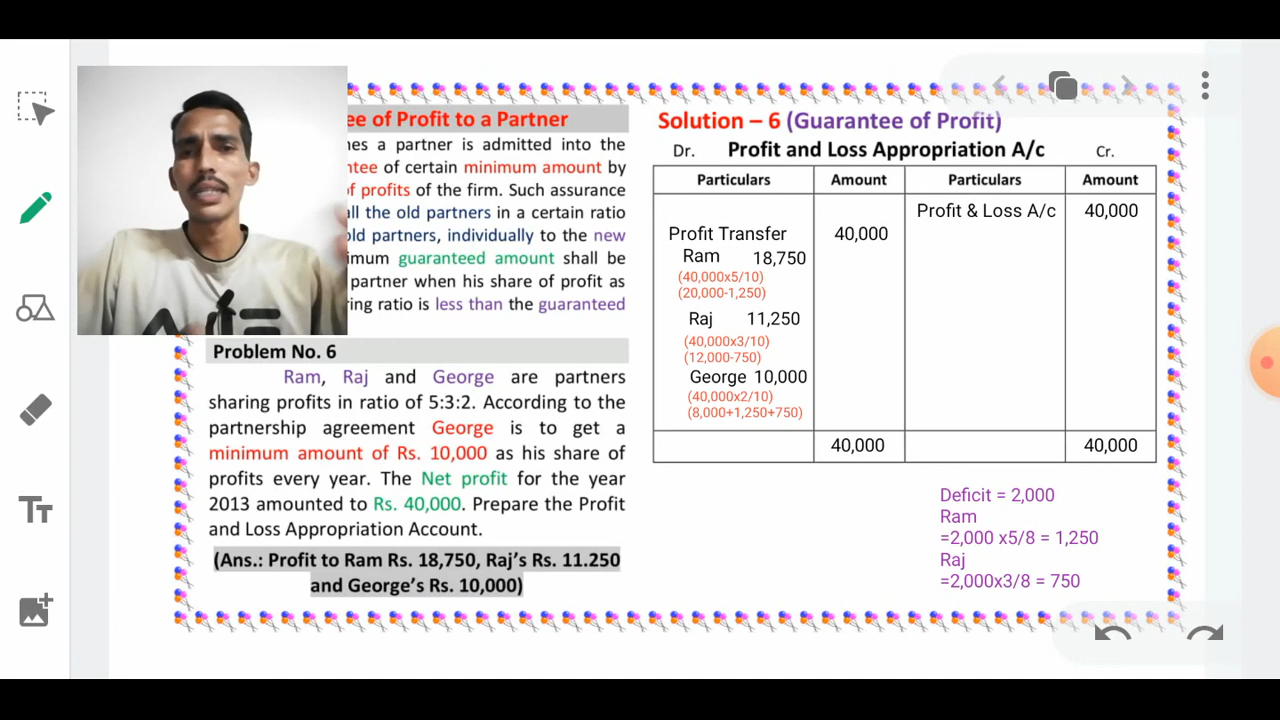 ee of Profit to a Partner
nes a partner is admitted into the
ntee of certain minimum amount by
of profits of the firm. Such assurance
all the old partners in a certain ratio
old partners, individually to the new
imum guaranteed amount shall be
partner when his share of profit as
ring ratio is less than the guaranteed
Problem No. 6
Ram, Raj and George are partners
sharing profits in ratio of 5:3:2. According to the
partnership agreement George is to get a
minimum amount of Rs. 10,000 as his share of
profits every year. The Net profit for the year
2013 amounted to Rs. 40,000. Prepare the Profit
and Loss Appropriation Account.
(Ans.: Profit to Ram Rs. 18,750, Raj's Rs. 11.250
and George's Rs. 10,000)
Solution – 6 (Guarantee of Profit)
Dr. Profit and Loss Appropriation A/c Cr.
Particulars Amount Particulars Amount
Profit & Loss A/c 40,000
Profit Transfer 40,000
Ram 18,750
(40,000x5/10)
(20,000-1,250)
Raj 11,250
(40,000x3/10)
(12,000-750)
George 10,000
(40,000x2/10)
(8,000+1,250+750)
40,000 40,000
Deficit = 2,000
Ram
=2,000 x5/8 = 1,250
Raj
=2,000x3/8 = 750
Tт